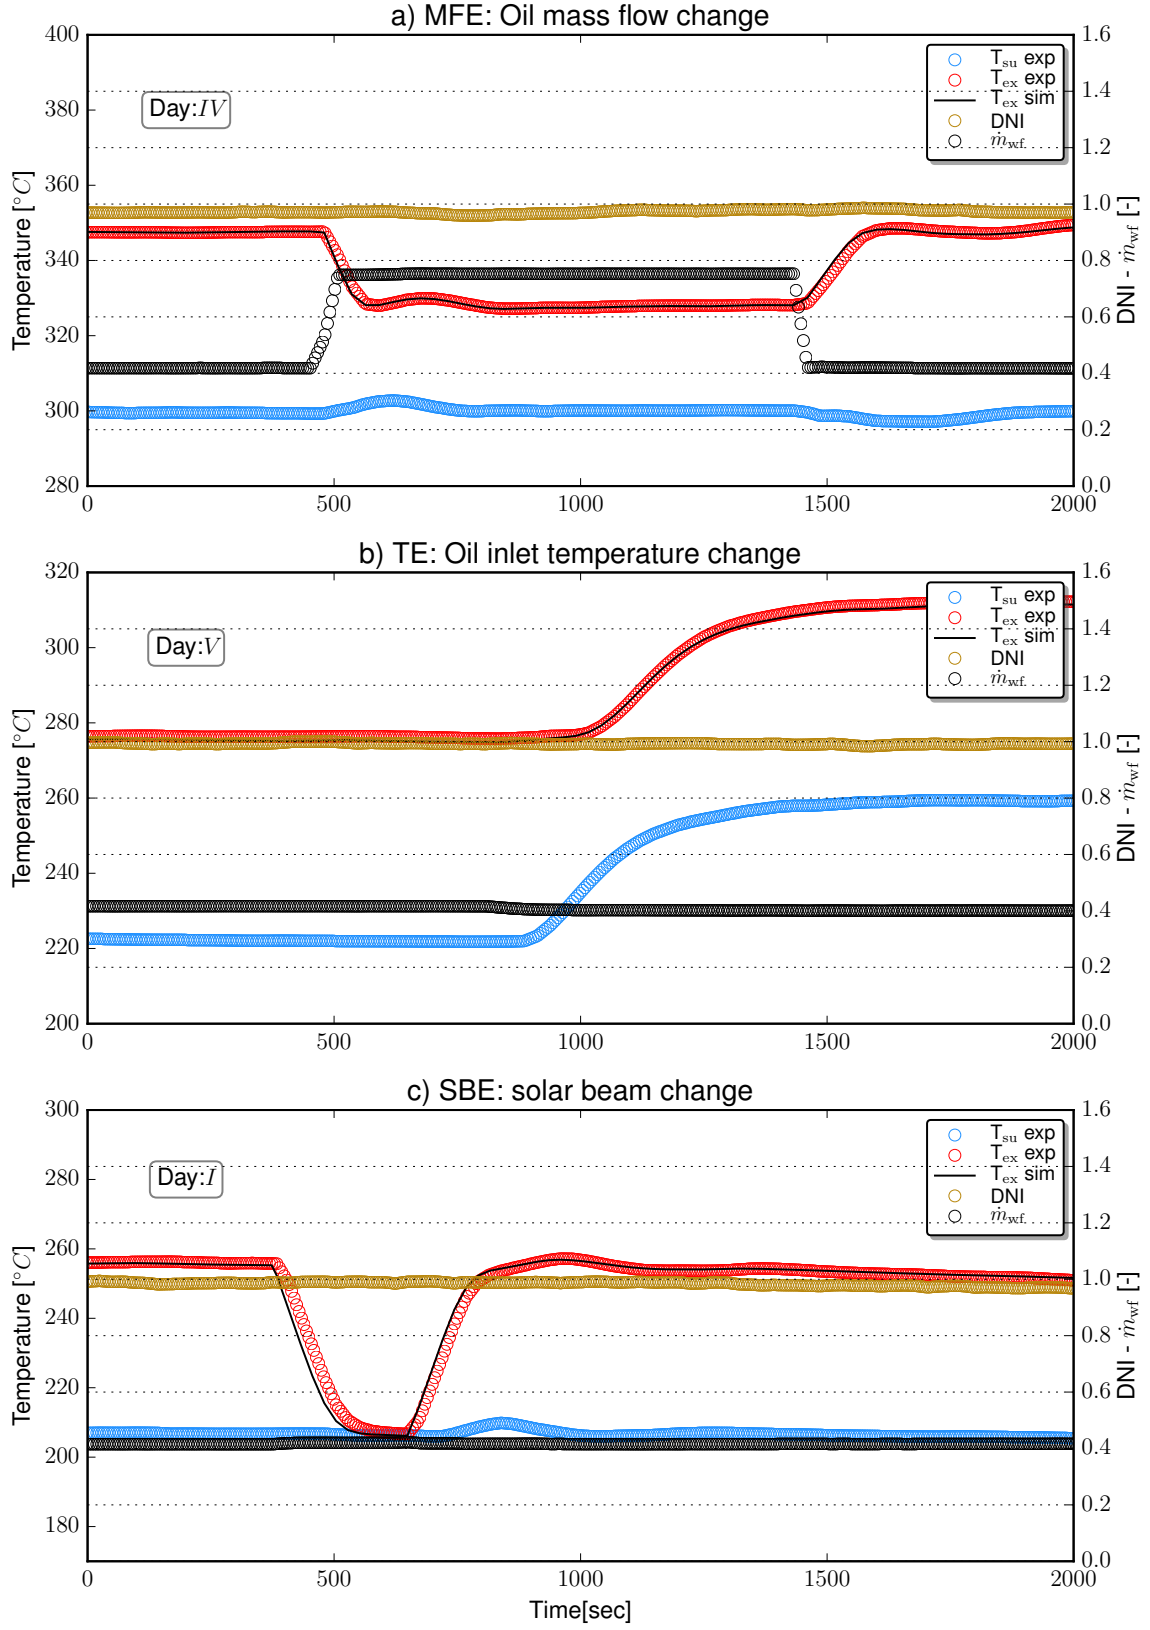 a) MFE: Oil mass flow change
400
380
360
340
320
300
280
Temperature [°C]
Day:IV
T_su exp
T_ex exp
T_ex sim
DNI
ṁ_wf
1.6
1.4
1.2
1.0
0.8
0.6
0.4
0.2
0.0
DNI - ṁ_wf [-]
0 500 1000 1500 2000
b) TE: Oil inlet temperature change
320
300
280
260
240
220
200
Temperature [°C]
Day:V
T_su exp
T_ex exp
T_ex sim
DNI
ṁ_wf
1.6
1.4
1.2
1.0
0.8
0.6
0.4
0.2
0.0
DNI - ṁ_wf [-]
0 500 1000 1500 2000
c) SBE: solar beam change
300
280
260
240
220
200
180
Temperature [°C]
Day:I
T_su exp
T_ex exp
T_ex sim
DNI
ṁ_wf
1.6
1.4
1.2
1.0
0.8
0.6
0.4
0.2
0.0
DNI - ṁ_wf [-]
0 500 1000 1500 2000
Time[sec]